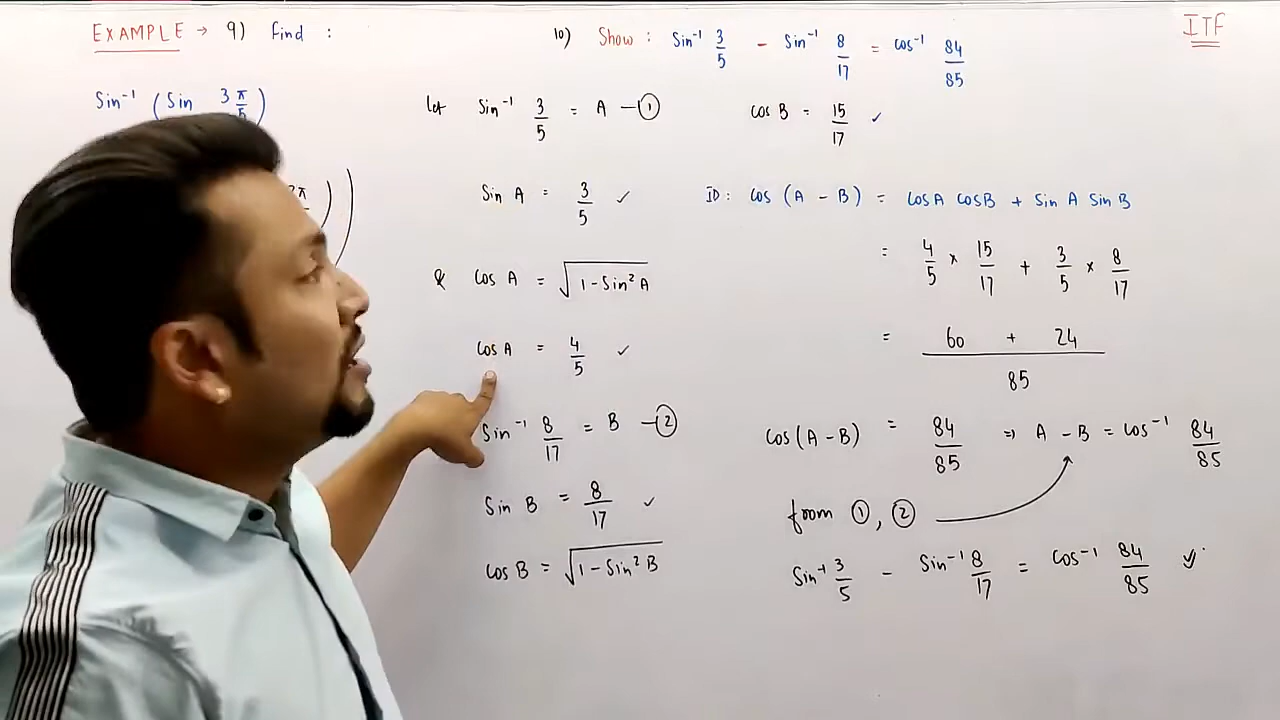 EXAMPLE → 9) Find :
Sin⁻¹ (Sin 3π/5)
10) Show : Sin⁻¹ 3/5 - Sin⁻¹ 8/17 = cos⁻¹ 84/85
ITF
Let Sin⁻¹ 3/5 = A —①
Sin A = 3/5 ✓
& Cos A = √(1 - Sin² A)
Cos A = 4/5 ✓
Sin⁻¹ 8/17 = B —②
Sin B = 8/17 ✓
Cos B = √(1 - Sin² B)
Cos B = 15/17 ✓
ID: Cos (A - B) = CosA CosB + Sin A Sin B
= 4/5 × 15/17 + 3/5 × 8/17
= 60 + 24 / 85
Cos(A-B) = 84/85 ⇒ A - B = Cos⁻¹ 84/85
from ①, ②
Sin⁻¹ 3/5 - Sin⁻¹ 8/17 = Cos⁻¹ 84/85